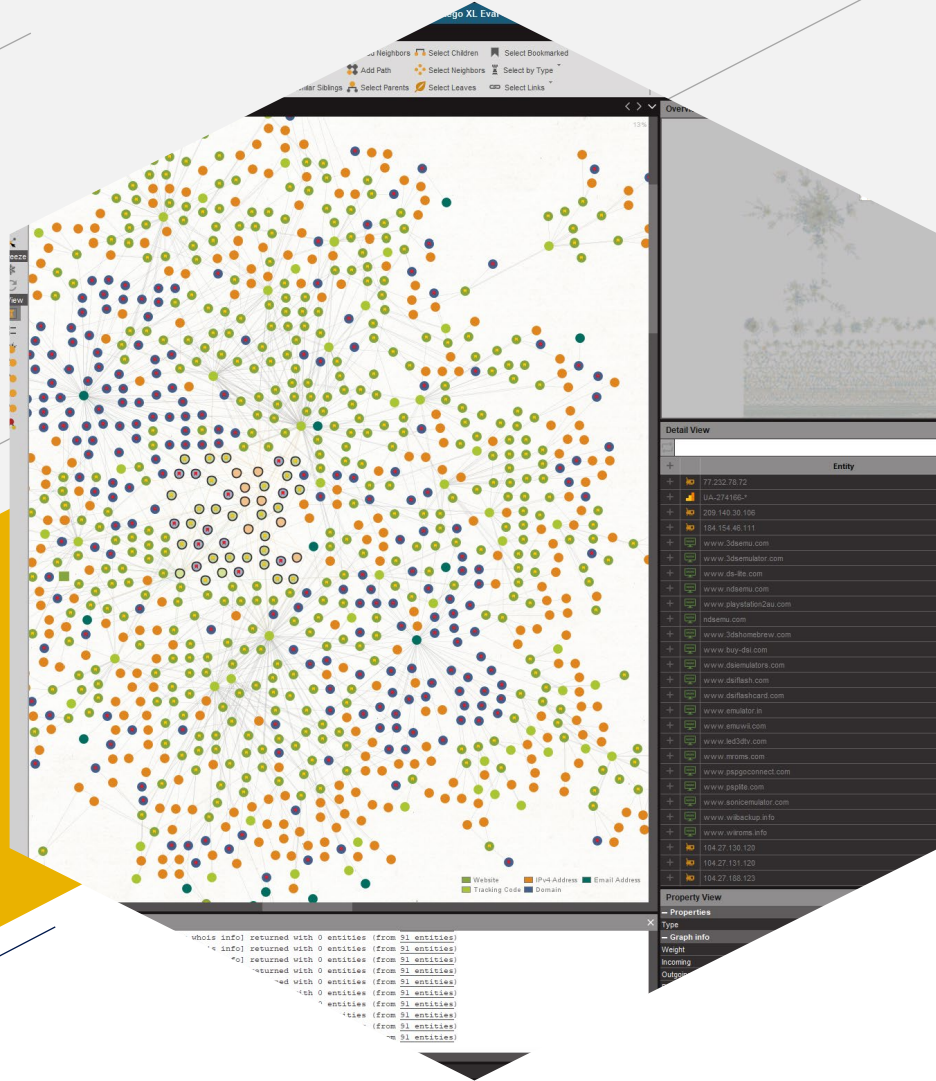 ego XL Eval
Neighbors Select Children Select Bookmarked
Add Path Select Neighbors Select by Type
Siblings Select Parents Select Leaves Select Links
13%
Website IPv4-Address Email Address
Tracking Code Domain
Detail View
Entity
77.232.78.72
UA-274166-*
209.140.30.106
184.154.46.111
www.3dsemu.com
www.3dsemulator.com
www.ds-lite.com
www.ndsemu.com
www.playstation2au.com
ndsemu.com
www.3dshomebrew.com
www.buy-dsi.com
www.dsiemulators.com
www.dsiflash.com
www.dsiflashcard.com
www.emulator.in
www.emuwii.com
www.led3dtv.com
www.mroms.com
www.pspgoconnect.com
www.psplite.com
www.sonicemulator.com
www.wiibackup.info
www.wiiroms.info
104.27.130.120
104.27.131.120
104.27.188.123
Property View
– Properties
Type
– Graph info
Weight
Incoming
whois info] returned with 0 entities (from 91 entities)
info] returned with 0 entities (from 91 entities)
returned with 0 entities (from 91 entities)
returned with 0 entities (from 91 entities)
ed with 0 entities (from 91 entities)
with 0 entities (from 91 entities)
0 entities (from 91 entities)
entities (from 91 entities)
(from 91 entities)
91 entities)